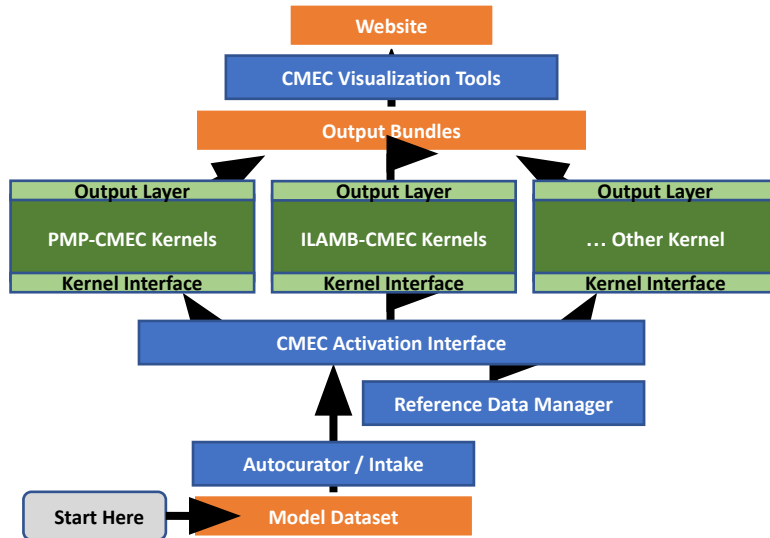 Website
CMEC Visualization Tools
Output Bundles
Output Layer
PMP-CMEC Kernels
Kernel Interface
Output Layer
ILAMB-CMEC Kernels
Kernel Interface
Output Layer
... Other Kernel
Kernel Interface
CMEC Activation Interface
Reference Data Manager
Autocurator / Intake
Start Here
Model Dataset